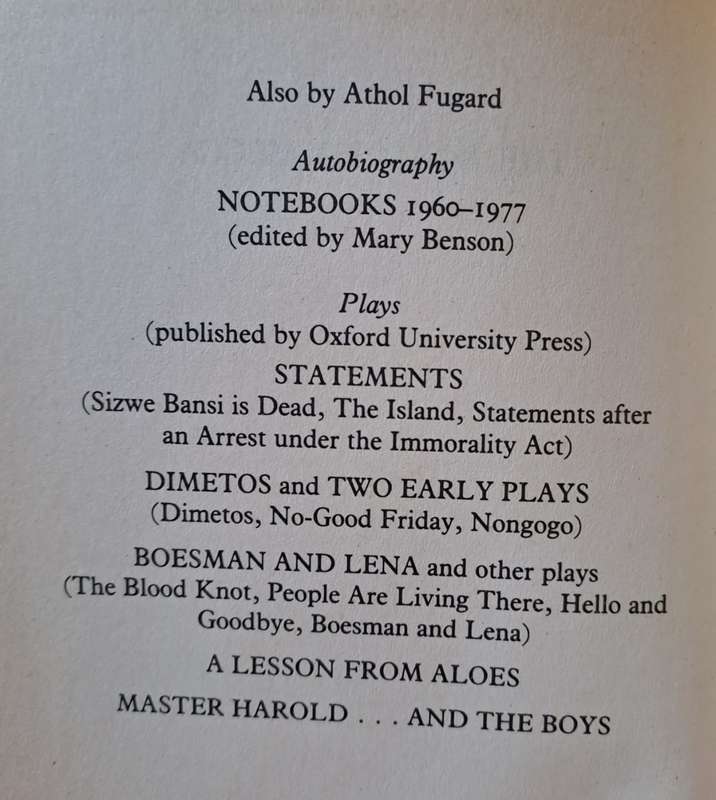 Also by Athol Fugard
Autobiography
NOTEBOOKS 1960–1977
(edited by Mary Benson)
Plays
(published by Oxford University Press)
STATEMENTS
(Sizwe Bansi is Dead, The Island, Statements after
an Arrest under the Immorality Act)
DIMETOS and TWO EARLY PLAYS
(Dimetos, No-Good Friday, Nongogo)
BOESMAN AND LENA and other plays
(The Blood Knot, People Are Living There, Hello and
Goodbye, Boesman and Lena)
A LESSON FROM ALOES
MASTER HAROLD . . . AND THE BOYS